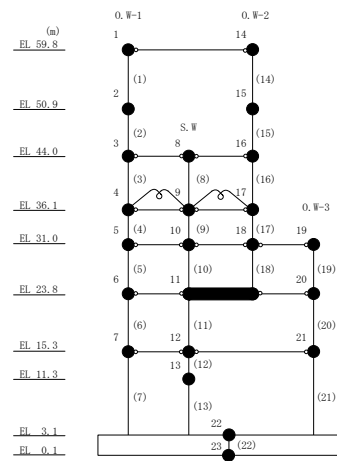 O.W-1 O.W-2
(m) 1 14
EL 59.8
(1) (14)
2 15
EL 50.9
(2) S.W (15)
3 8 16
EL 44.0
(3) (8) (16)
4 9 17
EL 36.1
O.W-3
5 (4) 10 (9) 18 (17) 19
EL 31.0
(5) (10) (18) (19)
6 11 20
EL 23.8
(6) (11) (20)
7 12 21
EL 15.3
13 (12)
EL 11.3
(7) (13) (21)
22
EL 3.1
23 (22)
EL 0.1